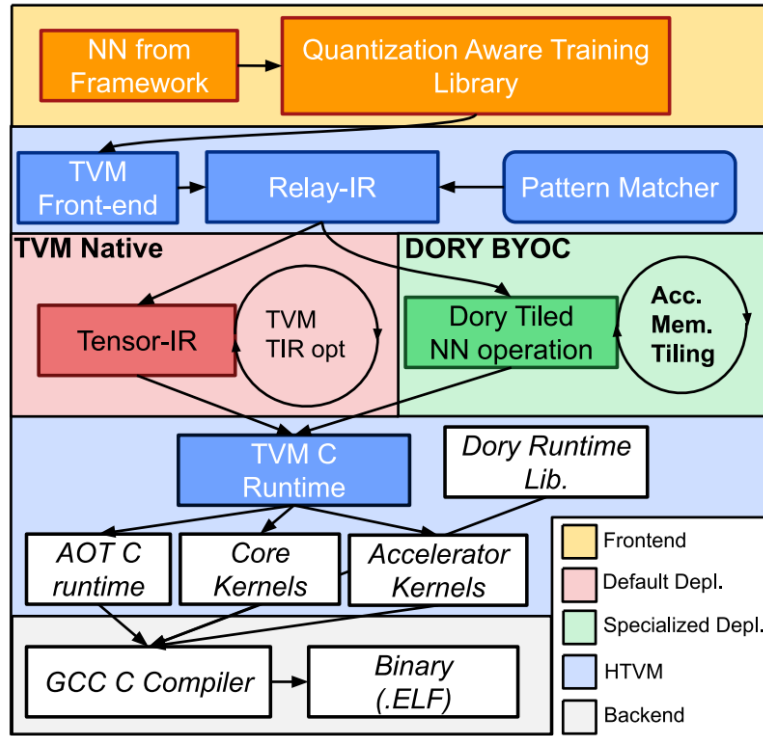 NN from
Framework
Quantization Aware Training
Library
TVM
Front-end
Relay-IR
Pattern Matcher
TVM Native
DORY BYOC
Tensor-IR
TVM
TIR opt
Dory Tiled
NN operation
Acc.
Mem.
Tiling
TVM C
Runtime
Dory Runtime
Lib.
AOT C
runtime
Core
Kernels
Accelerator
Kernels
GCC C Compiler
Binary
(.ELF)
Frontend
Default Depl.
Specialized Depl.
HTVM
Backend